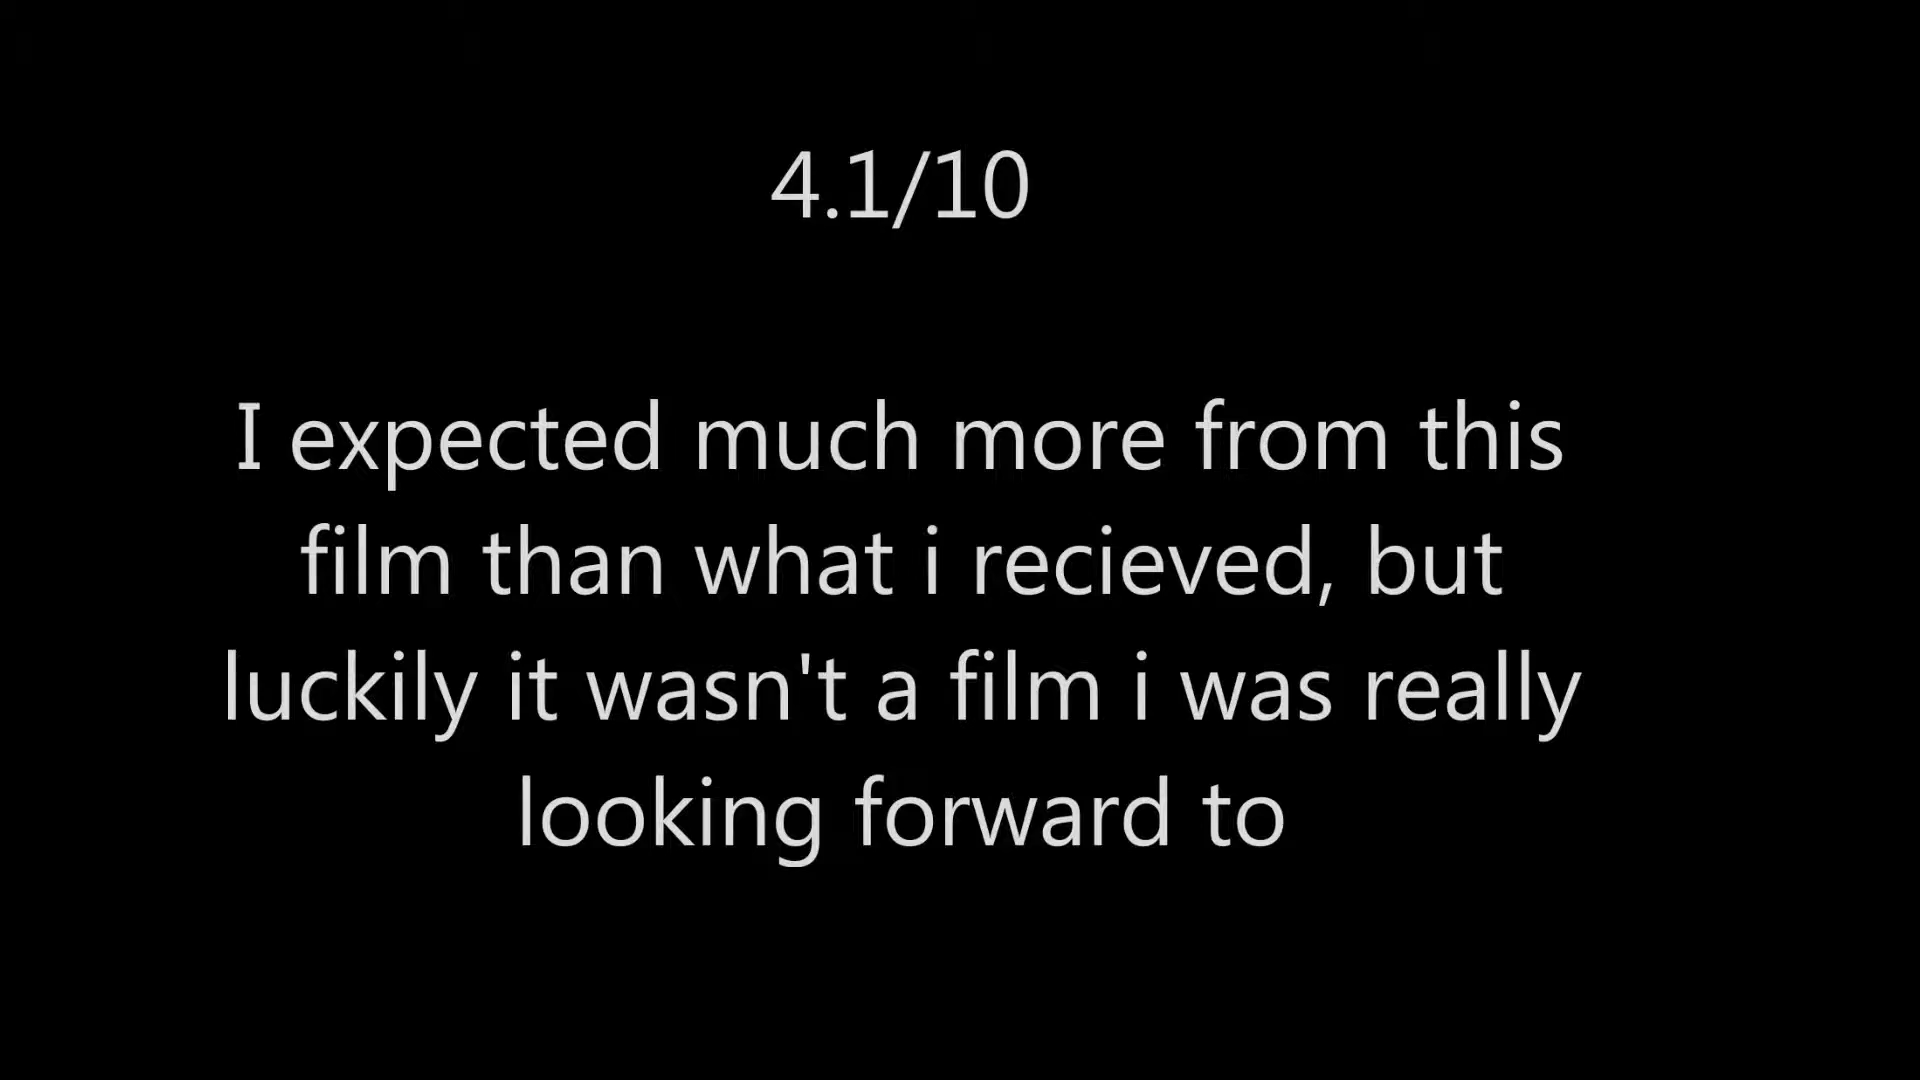 4.1/10
I expected much more from this
film than what i recieved, but
luckily it wasn't a film i was really
looking forward to